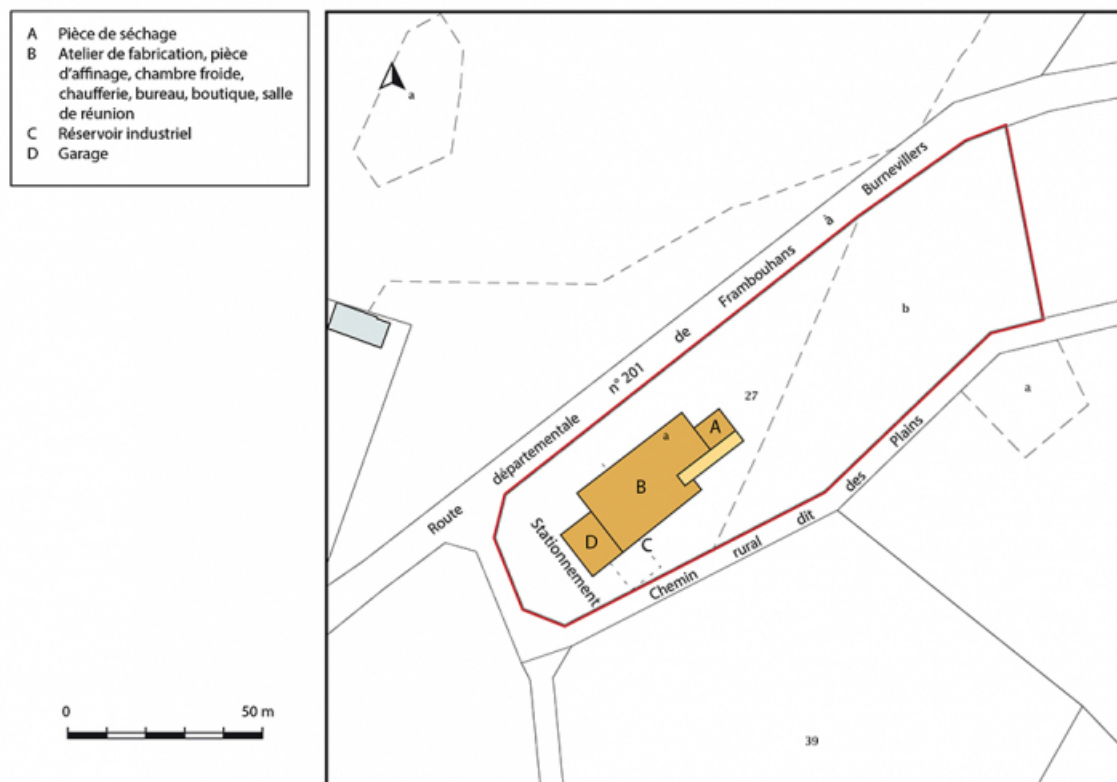 A Pièce de séchage
B Atelier de fabrication, pièce
d'affinage, chambre froide,
chaufferie, bureau, boutique, salle
de réunion
C Réservoir industriel
D Garage
0 50 m
a
Route départementale n° 201 de Frambouhans à Burnevillers
b
27
a
A
a
B
D
C
Stationnement
Chemin rural dit des Plains
39